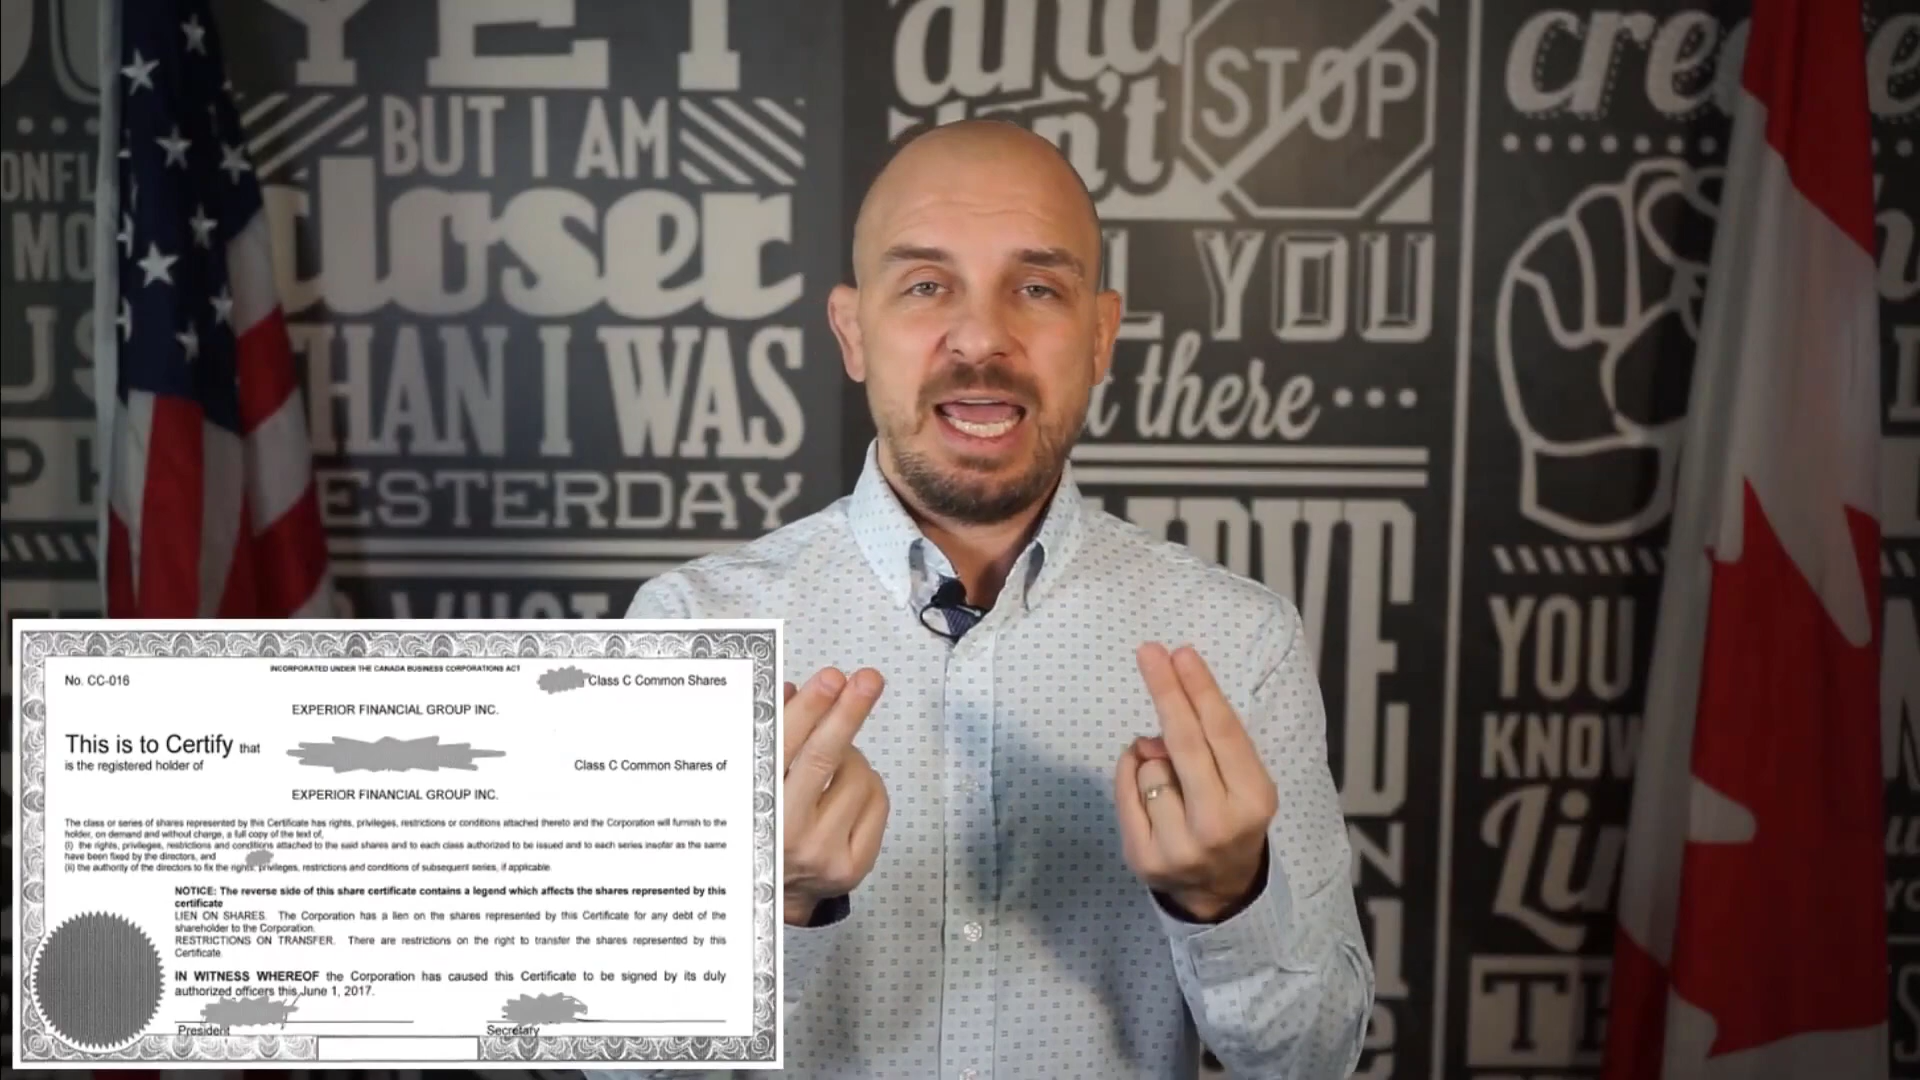 YET
BUT I AM
closer
THAN I WAS
YESTERDAY
and
don't
STOP
YOU
there ...
YOU
INCORPORATED UNDER THE CANADA BUSINESS CORPORATIONS ACT
No. CC-016
Class C Common Shares
EXPERIOR FINANCIAL GROUP INC.
This is to Certify that
is the registered holder of
Class C Common Shares of
EXPERIOR FINANCIAL GROUP INC.
The class or series of shares represented by this Certificate has rights, privileges, restrictions or conditions attached thereto and the Corporation will furnish to the
holder, on demand and without charge, a full copy of the text of,
(i) the rights, privileges, restrictions and conditions attached to the said shares and to each class authorized to be issued and to each series insofar as the same
have been fixed by the directors, and
(ii) the authority of the directors to fix the rights, privileges, restrictions and conditions of subsequent series, if applicable.
NOTICE: The reverse side of this share certificate contains a legend which affects the shares represented by this
certificate
LIEN ON SHARES. The Corporation has a lien on the shares represented by this Certificate for any debt of the
shareholder to the Corporation.
RESTRICTIONS ON TRANSFER. There are restrictions on the right to transfer the shares represented by this
Certificate
IN WITNESS WHEREOF the Corporation has caused this Certificate to be signed by its duly
authorized officers this June 1, 2017.
President
Secretary